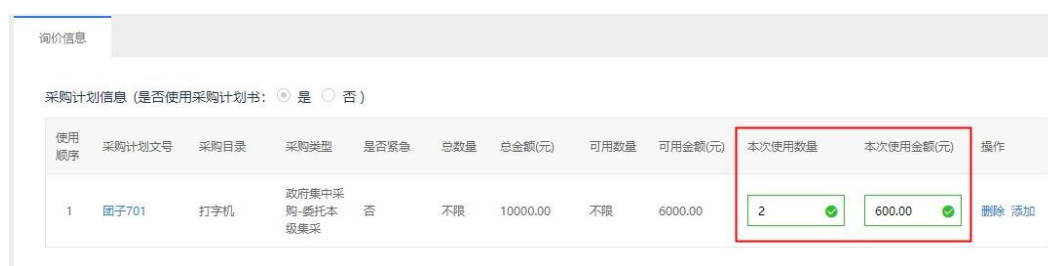 询价信息
采购计划信息 (是否使用采购计划书: 是 否 )
使用顺序 采购计划文号 采购目录 采购类型 是否紧急 总数量 总金额(元) 可用数量 可用金额(元) 本次使用数量 本次使用金额(元) 操作
1 团子701 打字机 政府集中采购-委托本级集采 否 不限 10000.00 不限 6000.00 2 600.00 删除 添加